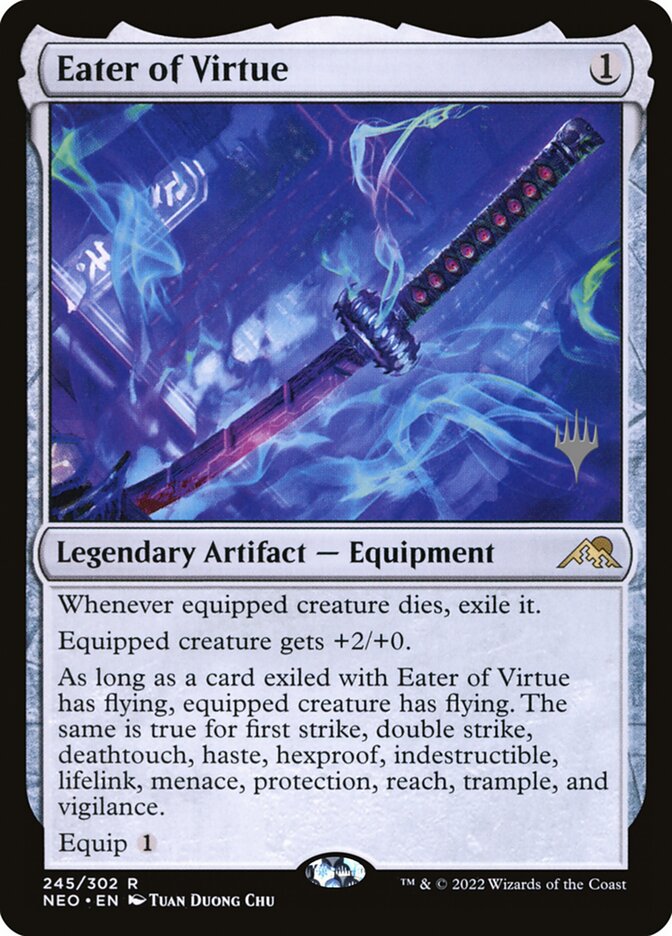 Eater of Virtue 1
Legendary Artifact — Equipment
Whenever equipped creature dies, exile it.
Equipped creature gets +2/+0.
As long as a card exiled with Eater of Virtue
has flying, equipped creature has flying. The
same is true for first strike, double strike,
deathtouch, haste, hexproof, indestructible,
lifelink, menace, protection, reach, trample, and
vigilance.
Equip 1
245/302 R
NEO • EN Tuan Duong Chu
™ & © 2022 Wizards of the Coast